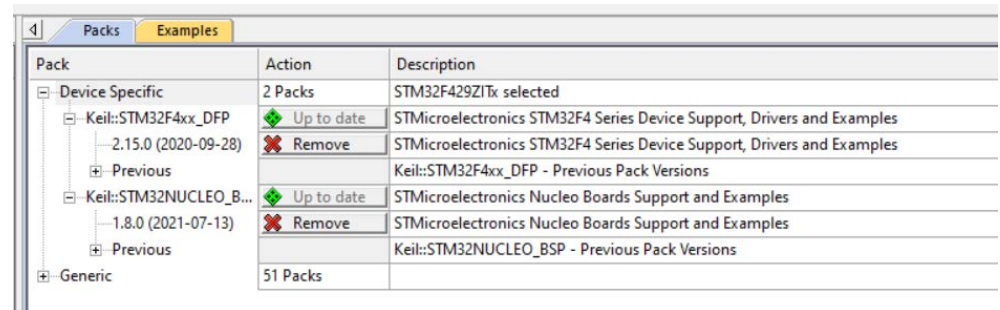 Packs Examples
Pack Action Description
Device Specific 2 Packs STM32F429ZITx selected
Keil::STM32F4xx_DFP Up to date STMicroelectronics STM32F4 Series Device Support, Drivers and Examples
2.15.0 (2020-09-28) Remove STMicroelectronics STM32F4 Series Device Support, Drivers and Examples
Previous Keil::STM32F4xx_DFP - Previous Pack Versions
Keil::STM32NUCLEO_B... Up to date STMicroelectronics Nucleo Boards Support and Examples
1.8.0 (2021-07-13) Remove STMicroelectronics Nucleo Boards Support and Examples
Previous Keil::STM32NUCLEO_BSP - Previous Pack Versions
Generic 51 Packs